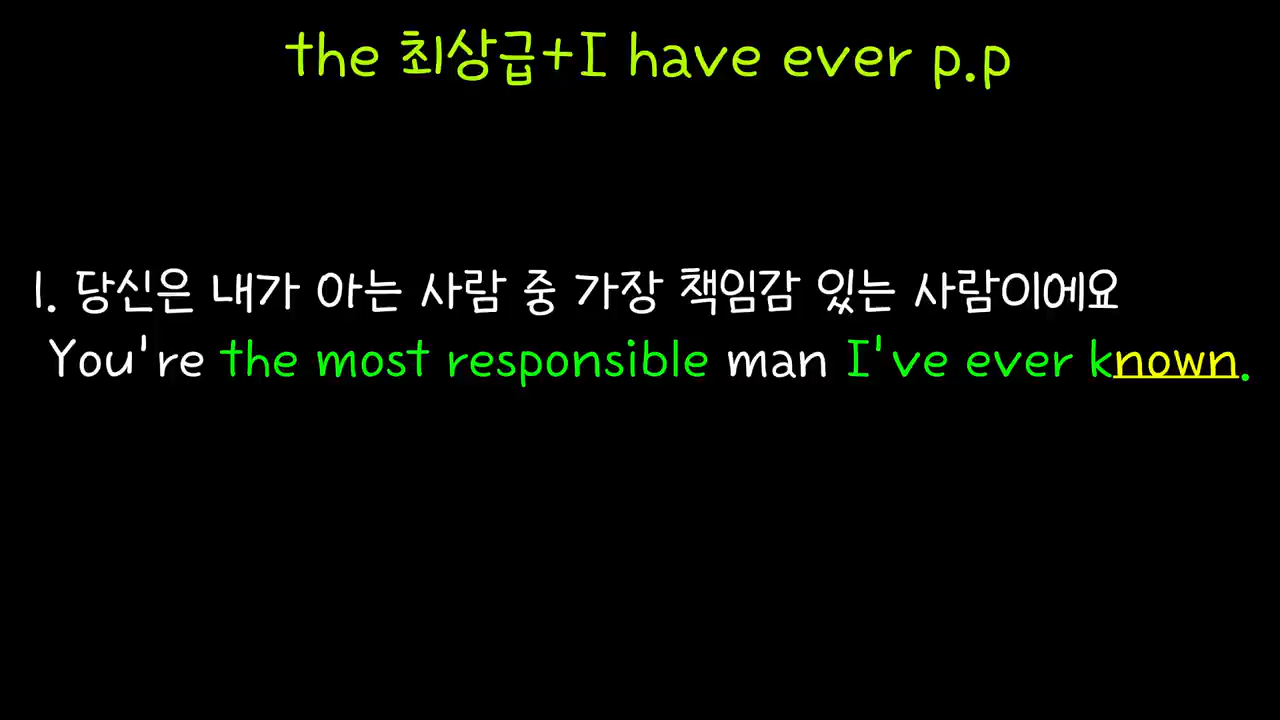 the 최상급+I have ever p.p
1. 당신은 내가 아는 사람 중 가장 책임감 있는 사람이에요
You're the most responsible man I've ever known.